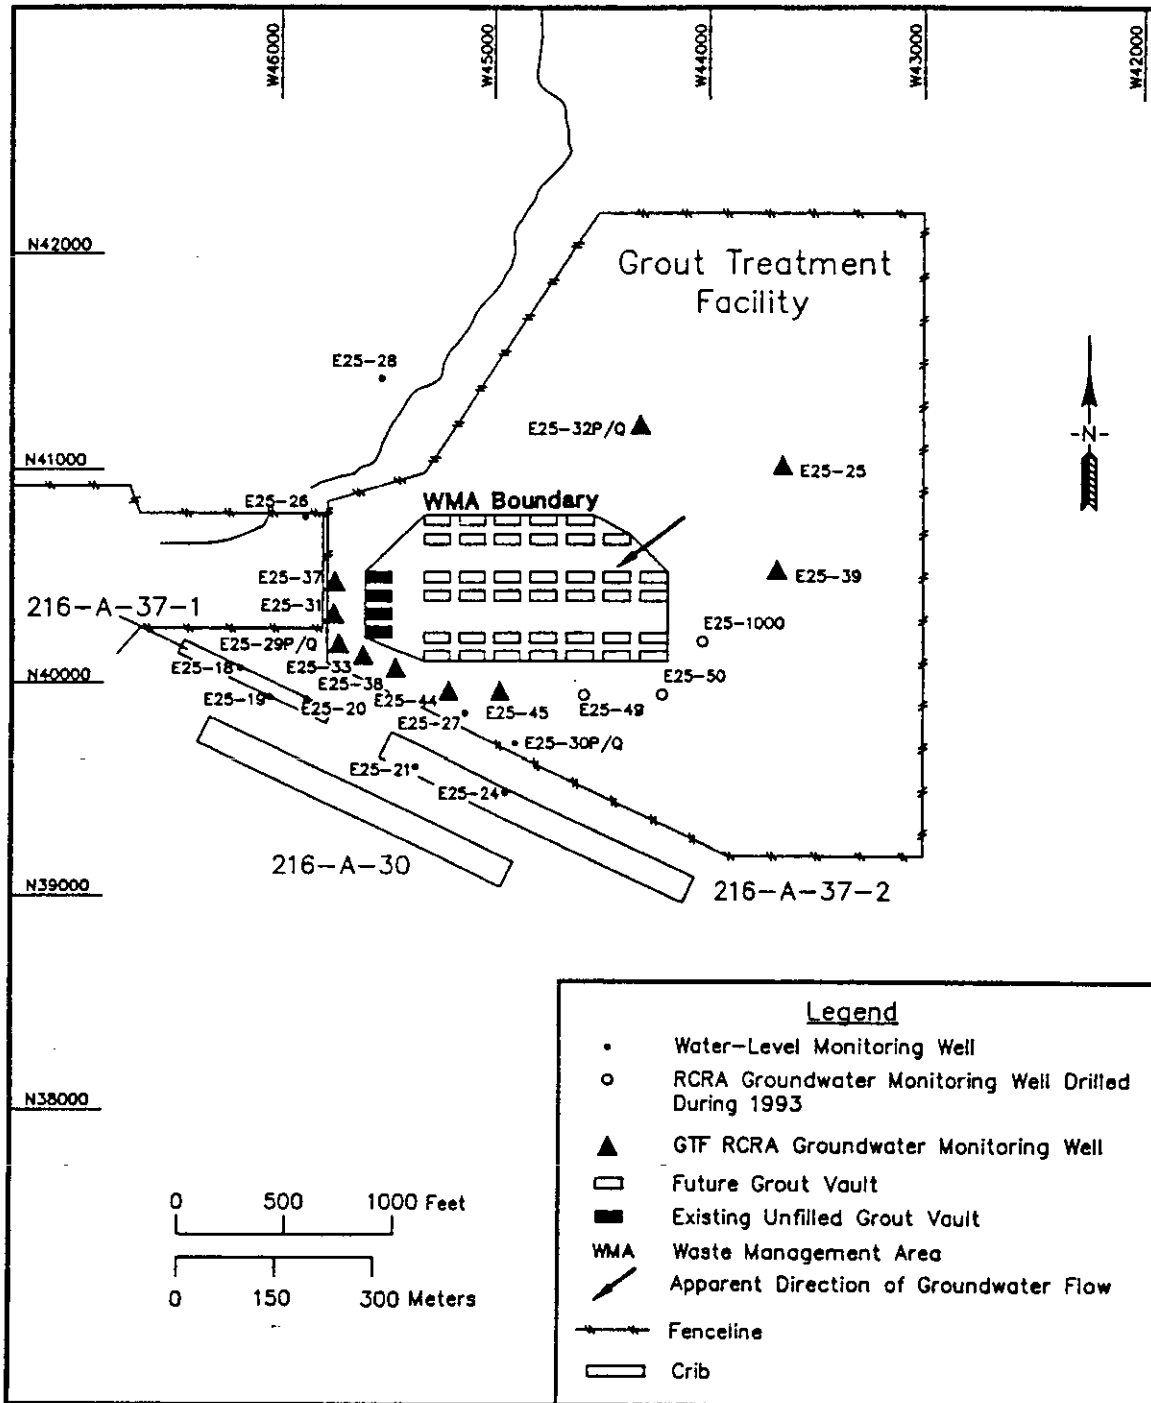 W46000
W45000
W44000
W43000
W42000
N42000
Grout Treatment
Facility
E25-28
E25-32P/Q
N41000
E25-25
WMA Boundary
E25-26
E25-37
E25-39
216-A-37-1
E25-31
E25-1000
E25-29P/Q
E25-18
E25-33
E25-50
N40000
E25-38
E25-19
E25-20
E25-44
E25-45
E25-49
E25-27
E25-30P/Q
E25-21
E25-24
216-A-30
216-A-37-2
N39000
-N-
N38000
0 500 1000 Feet
0 150 300 Meters
Legend
Water-Level Monitoring Well
RCRA Groundwater Monitoring Well Drilled
During 1993
GTF RCRA Groundwater Monitoring Well
Future Grout Vault
Existing Unfilled Grout Vault
WMA Waste Management Area
Apparent Direction of Groundwater Flow
Fenceline
Crib